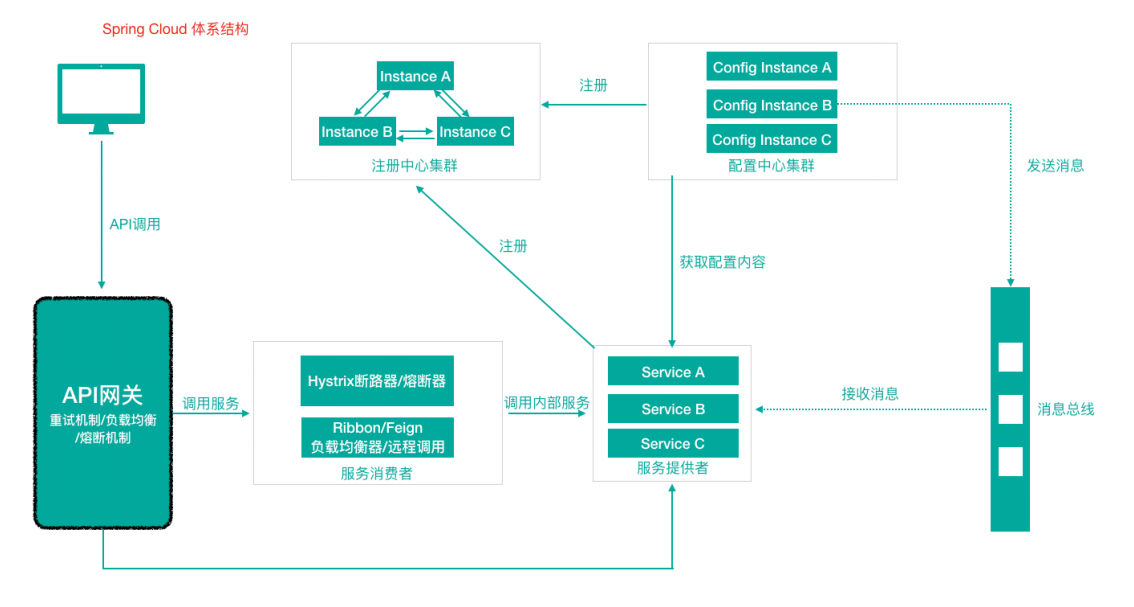 Spring Cloud 体系结构
Instance A
Instance B
Instance C
注册中心集群
注册
Config Instance A
Config Instance B
Config Instance C
配置中心集群
发送消息
API调用
注册
获取配置内容
API网关
重试机制/负载均衡
/熔断机制
调用服务
Hystrix断路器/熔断器
Ribbon/Feign
负载均衡器/远程调用
服务消费者
调用内部服务
Service A
Service B
Service C
服务提供者
接收消息
消息总线